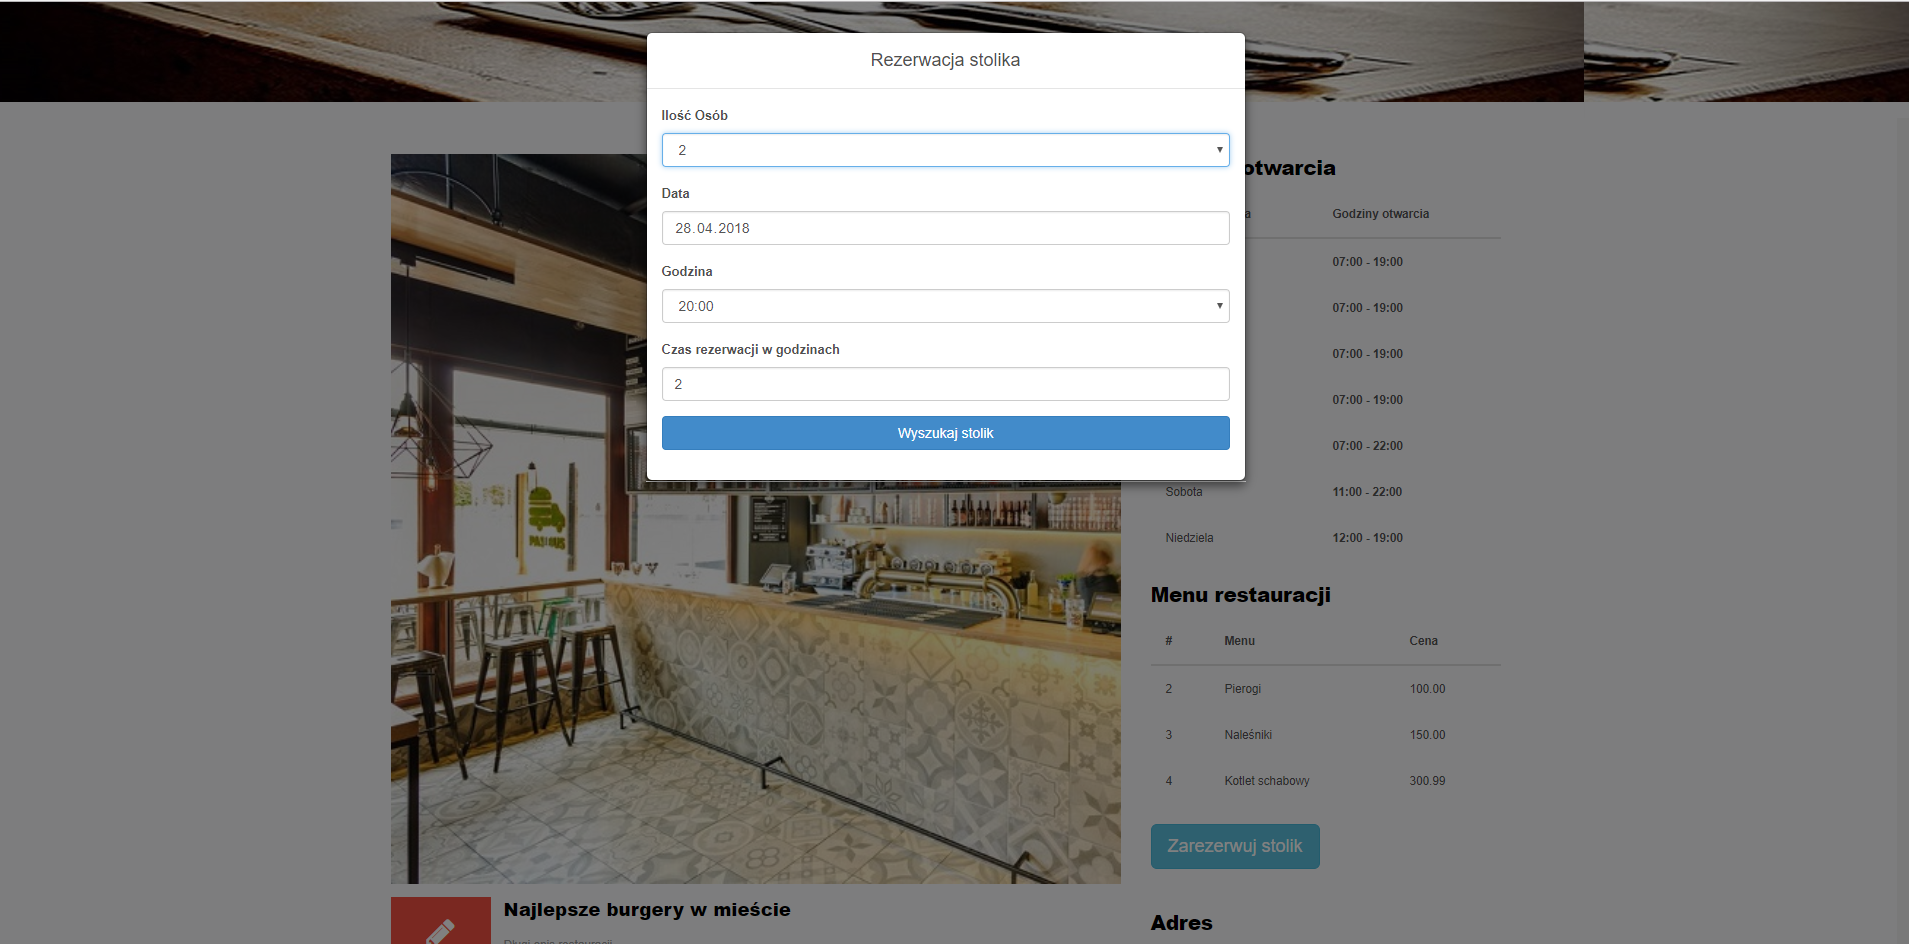 Rezerwacja stolika
Ilość Osób
2
Data
28.04.2018
Godzina
20:00
Czas rezerwacji w godzinach
2
Wyszukaj stolik
otwarcia
a Godziny otwarcia
07:00 - 19:00
07:00 - 19:00
07:00 - 19:00
07:00 - 19:00
07:00 - 22:00
Sobota 11:00 - 22:00
Niedziela 12:00 - 19:00
Menu restauracji
# Menu Cena
2 Pierogi 100.00
3 Naleśniki 150.00
4 Kotlet schabowy 300.99
Zarezerwuj stolik
Adres
Najlepsze burgery w mieście